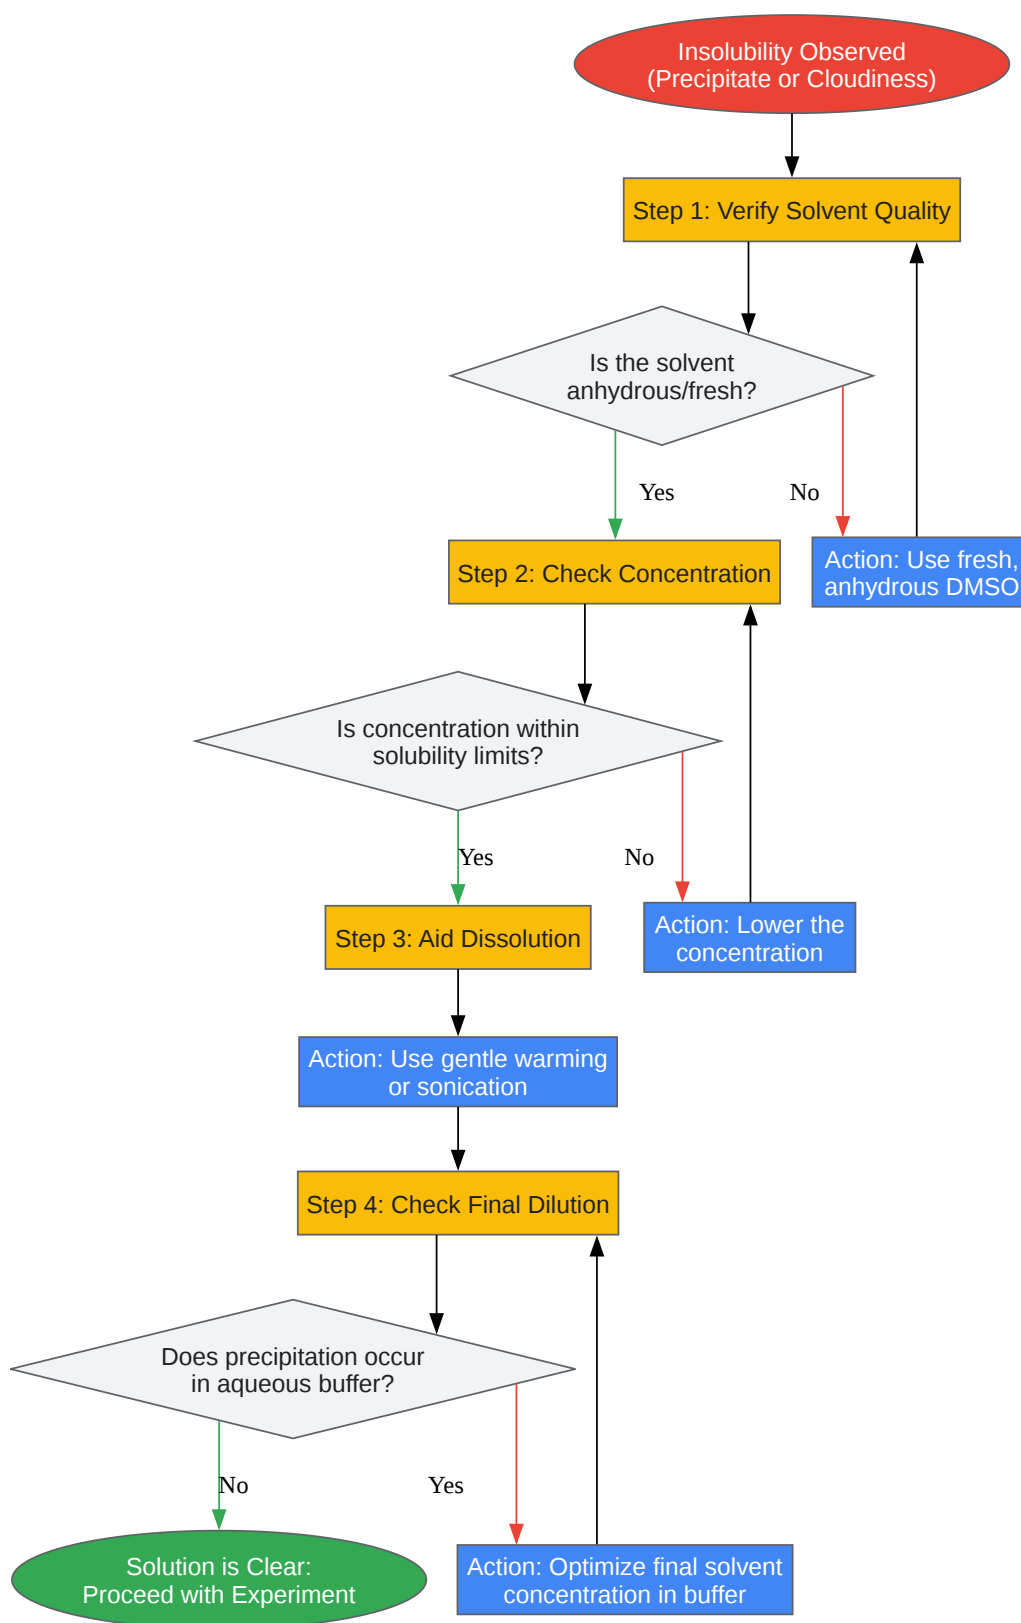 Insolubility Observed
(Precipitate or Cloudiness)
Step 1: Verify Solvent Quality
Is the solvent
anhydrous/fresh?
Yes
No
Step 2: Check Concentration
Action: Use fresh,
anhydrous DMSO
Is concentration within
solubility limits?
Yes
No
Step 3: Aid Dissolution
Action: Lower the
concentration
Action: Use gentle warming
or sonication
Step 4: Check Final Dilution
Does precipitation occur
in aqueous buffer?
No
Yes
Solution is Clear:
Proceed with Experiment
Action: Optimize final solvent
concentration in buffer